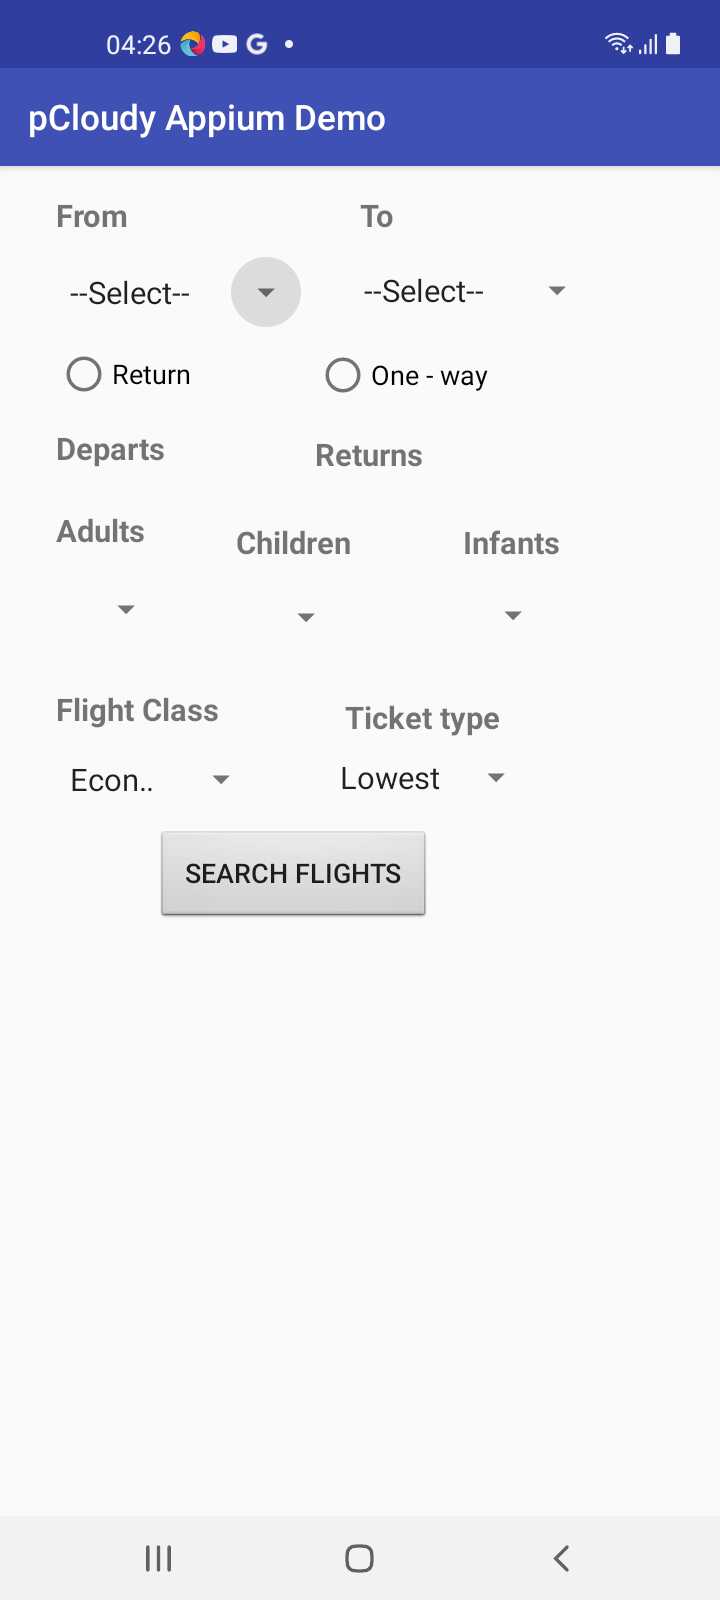 04:26
pCloudy Appium Demo
From To
--Select-- --Select--
Return One - way
Departs Returns
Adults Children Infants
Flight Class Ticket type
Econ.. Lowest
SEARCH FLIGHTS